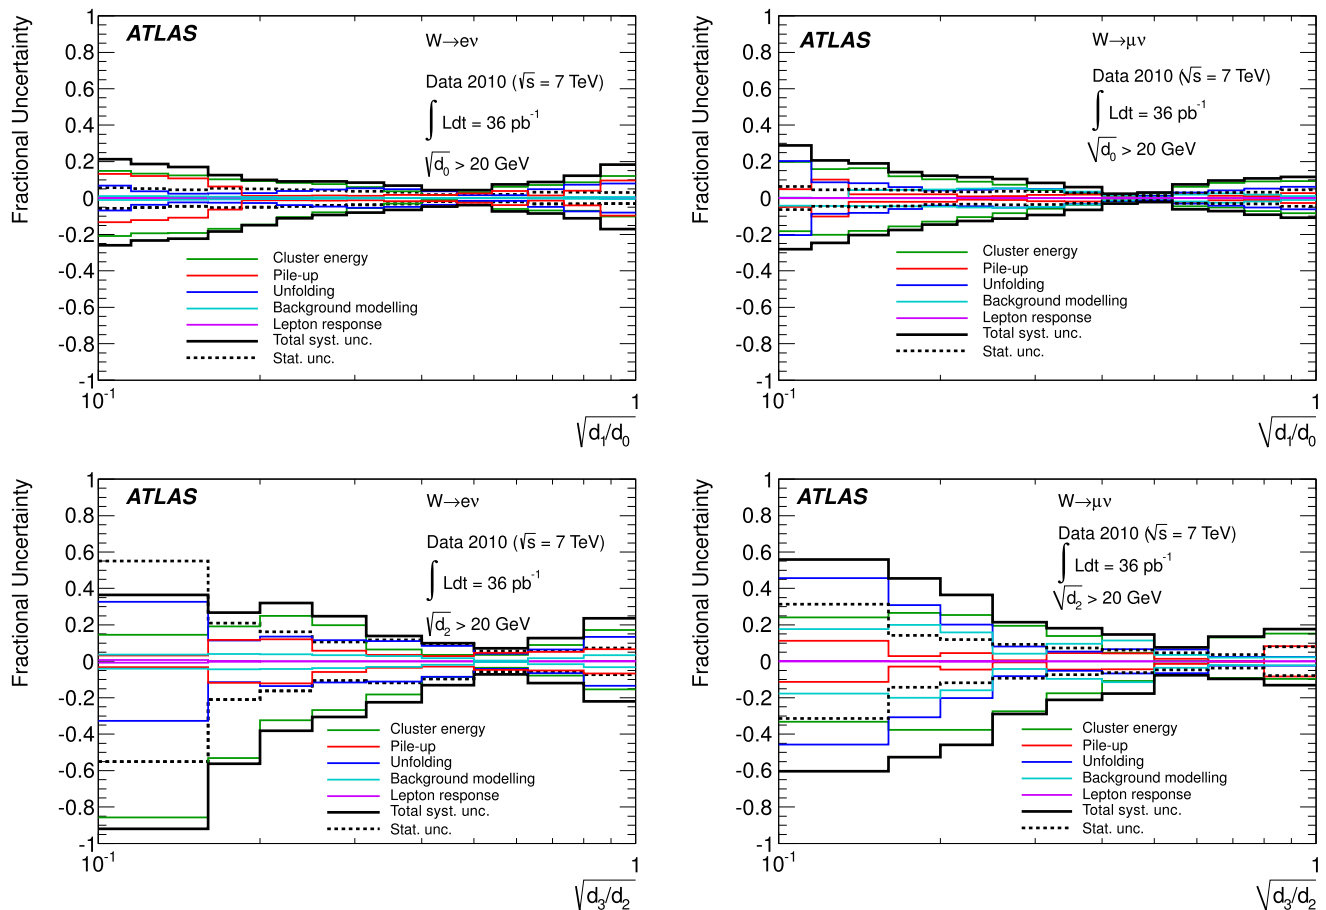 Fractional Uncertainty
1
0.8
0.6
0.4
0.2
0
-0.2
-0.4
-0.6
-0.8
-1
ATLAS
W→eν
Data 2010 (√s = 7 TeV)
∫ Ldt = 36 pb⁻¹
√d₀ > 20 GeV
Cluster energy
Pile-up
Unfolding
Background modelling
Lepton response
Total syst. unc.
Stat. unc.
10⁻¹
1
√d₁/d₀
Fractional Uncertainty
1
0.8
0.6
0.4
0.2
0
-0.2
-0.4
-0.6
-0.8
-1
ATLAS
W→μν
Data 2010 (√s = 7 TeV)
∫ Ldt = 36 pb⁻¹
√d₀ > 20 GeV
Cluster energy
Pile-up
Unfolding
Background modelling
Lepton response
Total syst. unc.
Stat. unc.
10⁻¹
1
√d₁/d₀
Fractional Uncertainty
1
0.8
0.6
0.4
0.2
0
-0.2
-0.4
-0.6
-0.8
-1
ATLAS
W→eν
Data 2010 (√s = 7 TeV)
∫ Ldt = 36 pb⁻¹
√d₂ > 20 GeV
Cluster energy
Pile-up
Unfolding
Background modelling
Lepton response
Total syst. unc.
Stat. unc.
10⁻¹
1
√d₃/d₂
Fractional Uncertainty
1
0.8
0.6
0.4
0.2
0
-0.2
-0.4
-0.6
-0.8
-1
ATLAS
W→μν
Data 2010 (√s = 7 TeV)
∫ Ldt = 36 pb⁻¹
√d₂ > 20 GeV
Cluster energy
Pile-up
Unfolding
Background modelling
Lepton response
Total syst. unc.
Stat. unc.
10⁻¹
1
√d₃/d₂